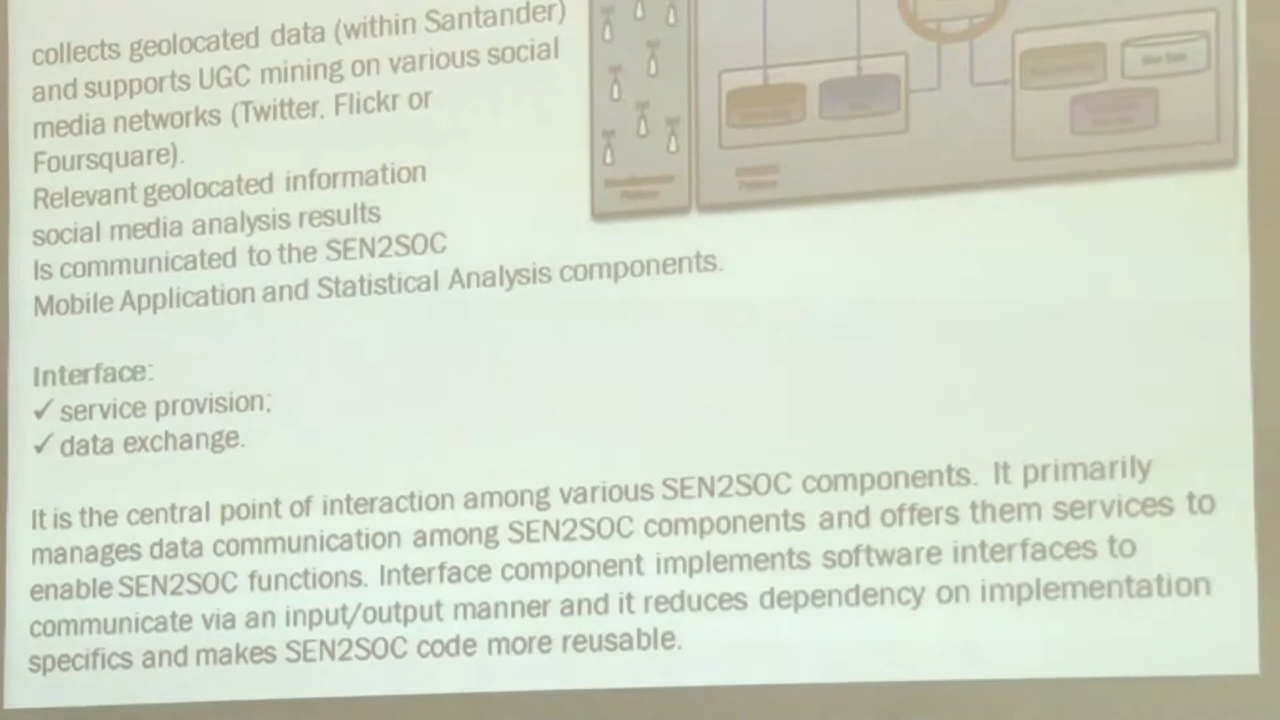 collects geolocated data (within Santander)
and supports UGC mining on various social
media networks (Twitter, Flickr or
Foursquare).
Relevant geolocated information
social media analysis results
Is communicated to the SEN2SOC
Mobile Application and Statistical Analysis components.
Interface:
✓ service provision;
✓ data exchange.
It is the central point of interaction among various SEN2SOC components. It primarily
manages data communication among SEN2SOC components and offers them services to
enable SEN2SOC functions. Interface component implements software interfaces to
communicate via an input/output manner and it reduces dependency on implementation
specifics and makes SEN2SOC code more reusable.